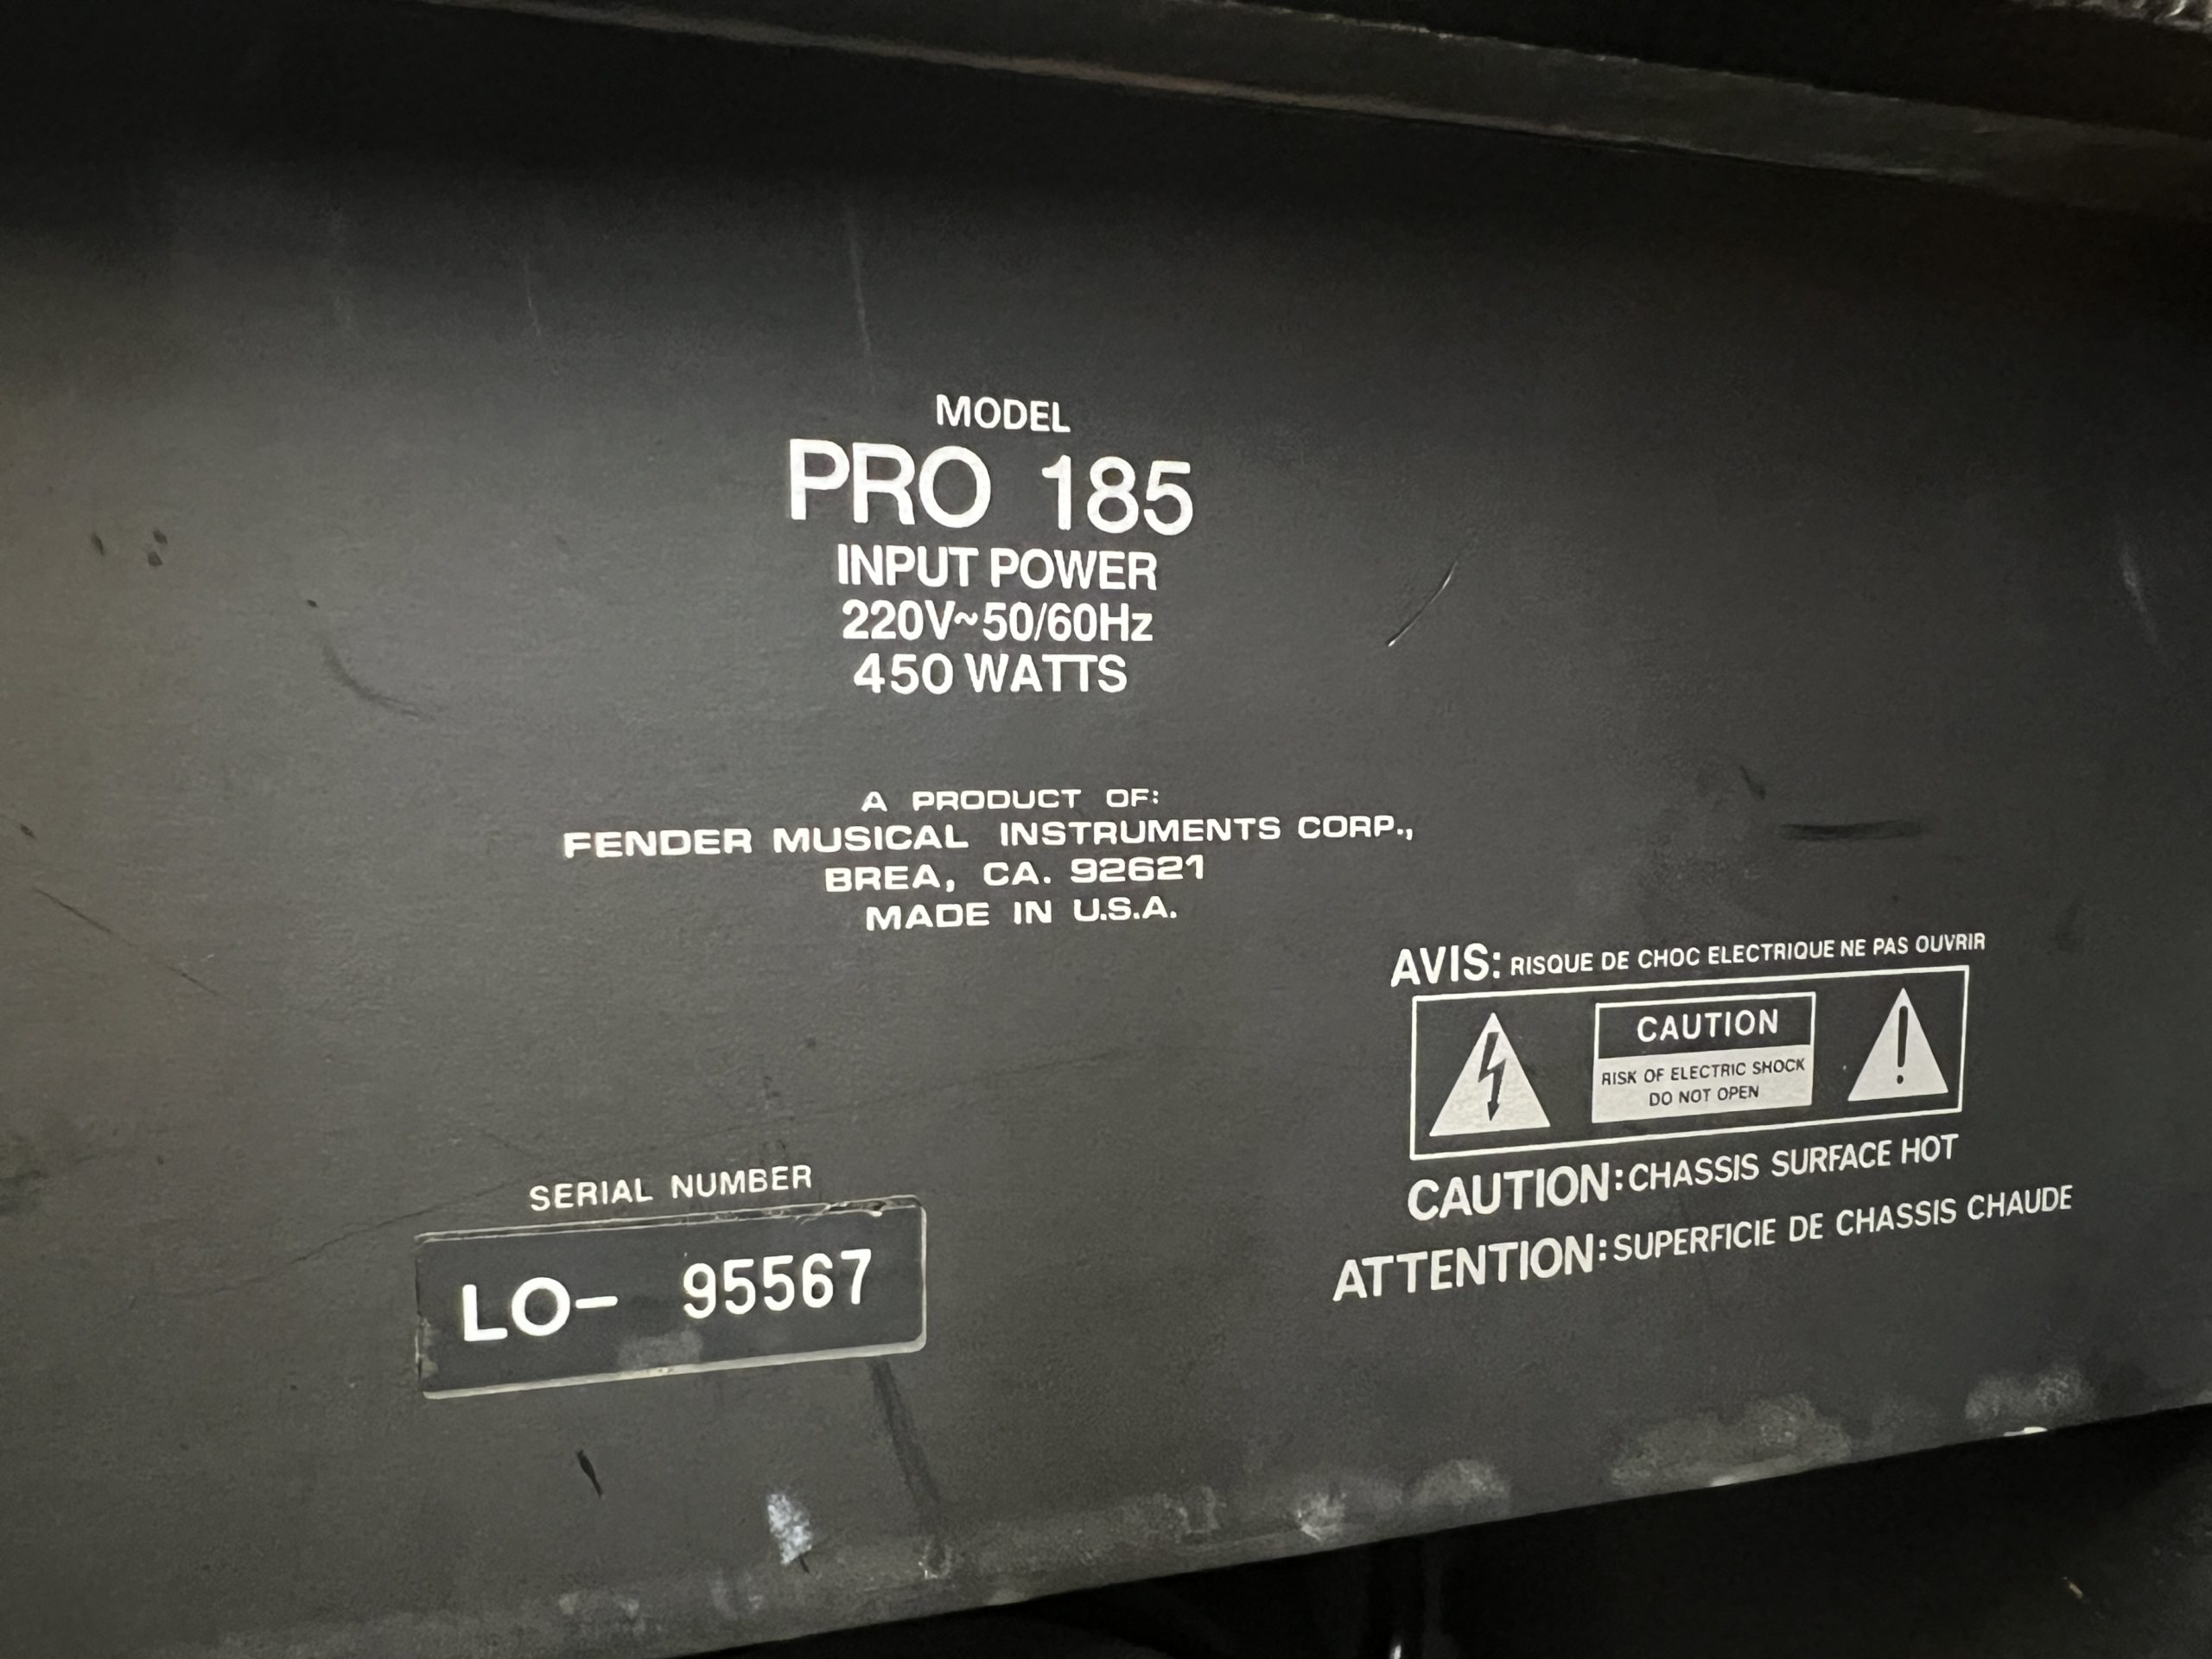 MODEL
PRO 185
INPUT POWER
220V~50/60Hz
450 WATTS
A PRODUCT OF:
FENDER MUSICAL INSTRUMENTS CORP.,
BREA, CA. 92621
MADE IN U.S.A.
AVIS: RISQUE DE CHOC ELECTRIQUE NE PAS OUVRIR
CAUTION
RISK OF ELECTRIC SHOCK
DO NOT OPEN
CAUTION: CHASSIS SURFACE HOT
ATTENTION: SUPERFICIE DE CHASSIS CHAUDE
SERIAL NUMBER
LO- 95567